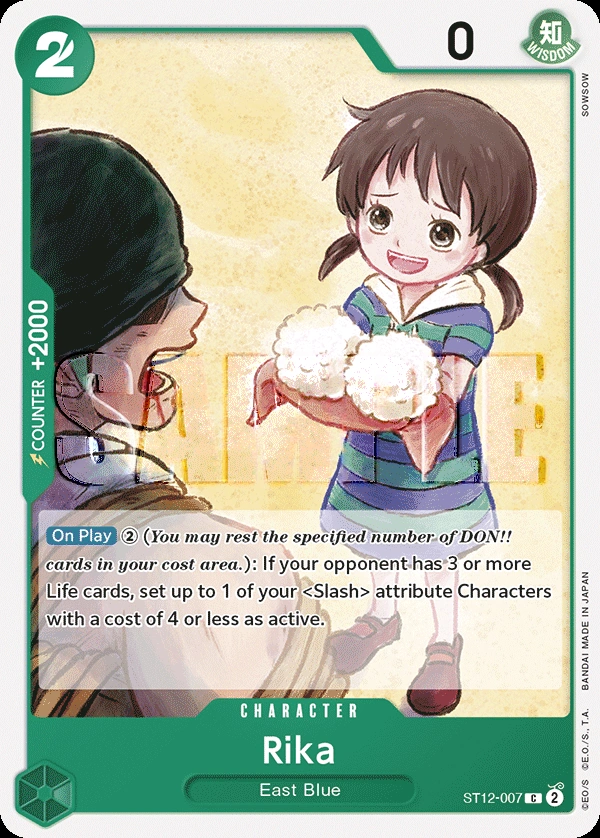 2
0
知
WISDOM
SOWSOW
COUNTER +2000
SAMPLE
On Play ② (You may rest the specified number of DON!!
cards in your cost area.): If your opponent has 3 or more
Life cards, set up to 1 of your <Slash> attribute Characters
with a cost of 4 or less as active.
CHARACTER
Rika
East Blue
ST12-007 C 2
©EO/S ©E.O./S., T.A. BANDAI MADE IN JAPAN